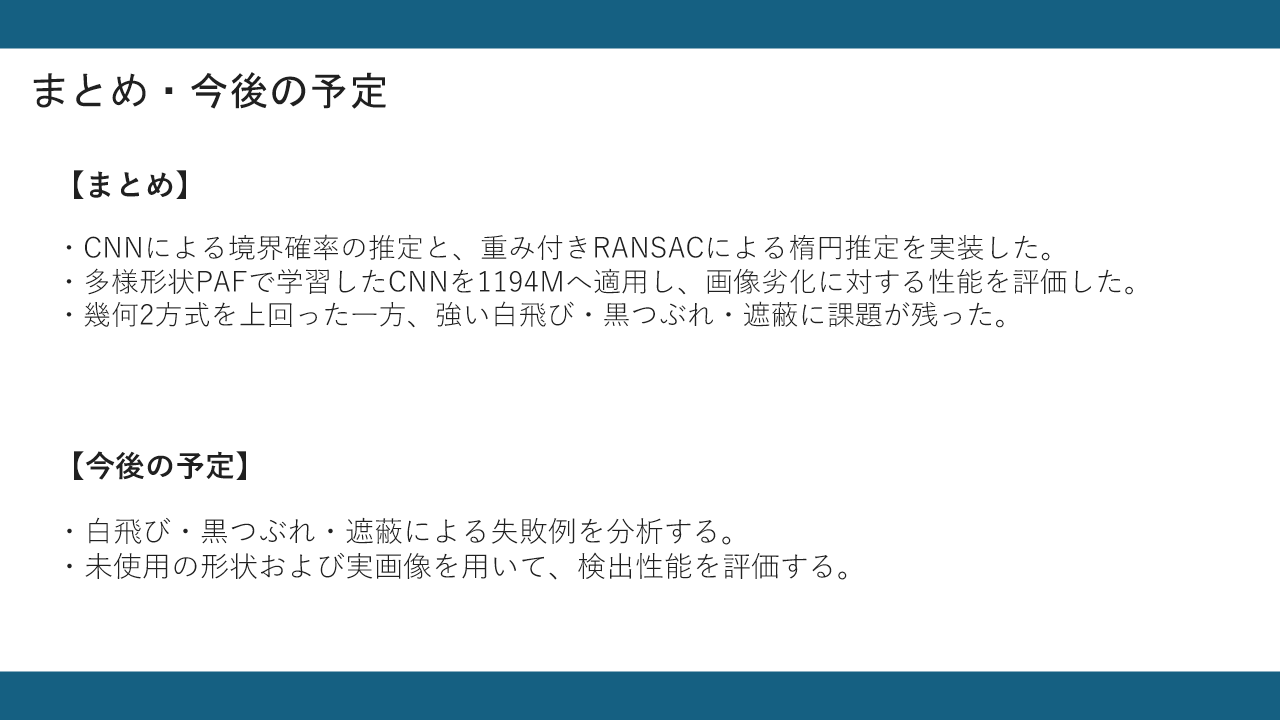 まとめ・今後の予定
【まとめ】
・CNNによる境界確率の推定と、重み付きRANSACによる楕円推定を実装した。
・多様形状PAFで学習したCNNを1194Mへ適用し、画像劣化に対する性能を評価した。
・幾何2方式を上回った一方、強い白飛び・黒つぶれ・遮蔽に課題が残った。
【今後の予定】
・白飛び・黒つぶれ・遮蔽による失敗例を分析する。
・未使用の形状および実画像を用いて、検出性能を評価する。